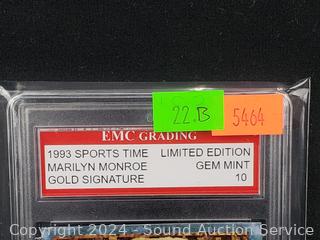 22.B
5464
EMC GRADING
1993 SPORTS TIME LIMITED EDITION
MARILYN MONROE GEM MINT
GOLD SIGNATURE 10
Copyright 2024 - Sound Auction Service